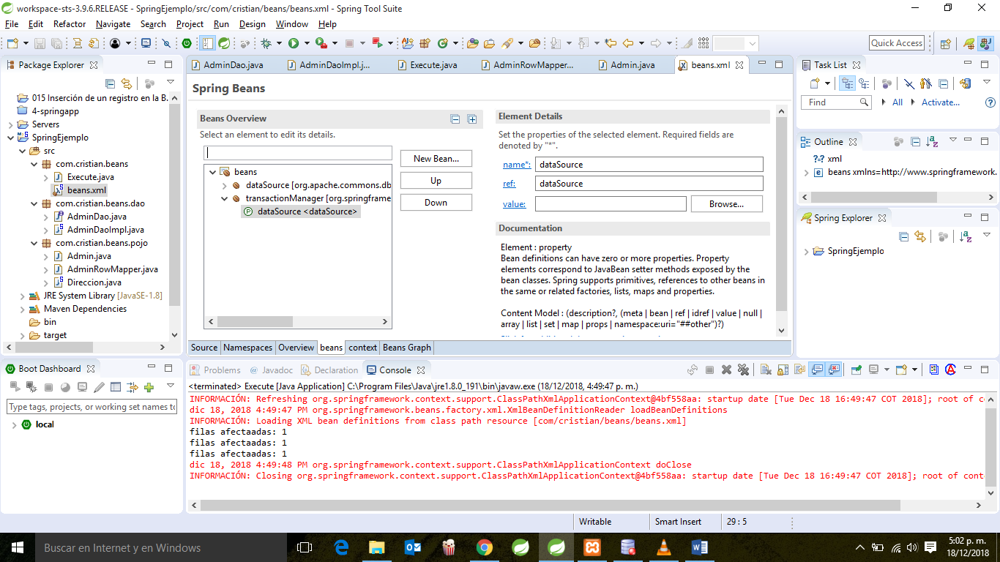 workspace-sts-3.9.6.RELEASE - SpringEjemplo/src/com/cristian/beans/beans.xml - Spring Tool Suite
File Edit Refactor Navigate Search Project Run Design Window Help
Quick Access
Package Explorer
015 Inserción de un registro en la B.
4-springapp
Servers
SpringEjemplo
src
com.cristian.beans
Execute.java
beans.xml
com.cristian.beans.dao
AdminDao.java
AdminDaoImpl.java
com.cristian.beans.pojo
Admin.java
AdminRowMapper.java
Direccion.java
JRE System Library [JavaSE-1.8]
Maven Dependencies
bin
target
AdminDao.java AdminDaoImpl.j... Execute.java AdminRowMapper... Admin.java beans.xml
Spring Beans
Beans Overview
Select an element to edit its details.
beans
dataSource [org.apache.commons.db
transactionManager [org.springframe
dataSource <dataSource>
New Bean...
Up
Down
Element Details
Set the properties of the selected element. Required fields are
denoted by "*".
name*: dataSource
ref: dataSource
value: Browse...
Documentation
Element : property
Bean definitions can have zero or more properties. Property
elements correspond to JavaBean setter methods exposed by the
bean classes. Spring supports primitives, references to other beans in
the same or related factories, lists, maps and properties.
Content Model : (description?, (meta | bean | ref | idref | value | null |
array | list | set | map | props | namespace:uri="##other")?)
Source Namespaces Overview beans context Beans Graph
Task List
Find All Activate...
Outline
xml
beans xmlns=http://www.springframework.
Spring Explorer
SpringEjemplo
Boot Dashboard
Type tags, projects, or working set names to
local
Problems @ Javadoc Declaration Console
<terminated> Execute [Java Application] C:\Program Files\Java\jre1.8.0_191\bin\javaw.exe (18/12/2018, 4:49:47 p. m.)
INFORMACIÓN: Refreshing org.springframework.context.support.ClassPathXmlApplicationContext@4bf558aa: startup date [Tue Dec 18 16:49:47 COT 2018]; root of co
dic 18, 2018 4:49:47 PM org.springframework.beans.factory.xml.XmlBeanDefinitionReader loadBeanDefinitions
INFORMACIÓN: Loading XML bean definitions from class path resource [com/cristian/beans/beans.xml]
filas afectaadas: 1
filas afectaadas: 1
filas afectaadas: 1
dic 18, 2018 4:49:48 PM org.springframework.context.support.ClassPathXmlApplicationContext doClose
INFORMACIÓN: Closing org.springframework.context.support.ClassPathXmlApplicationContext@4bf558aa: startup date [Tue Dec 18 16:49:47 COT 2018]; root of cont
Writable Smart Insert 29 : 5
Buscar en Internet y en Windows
5:02 p. m.
18/12/2018